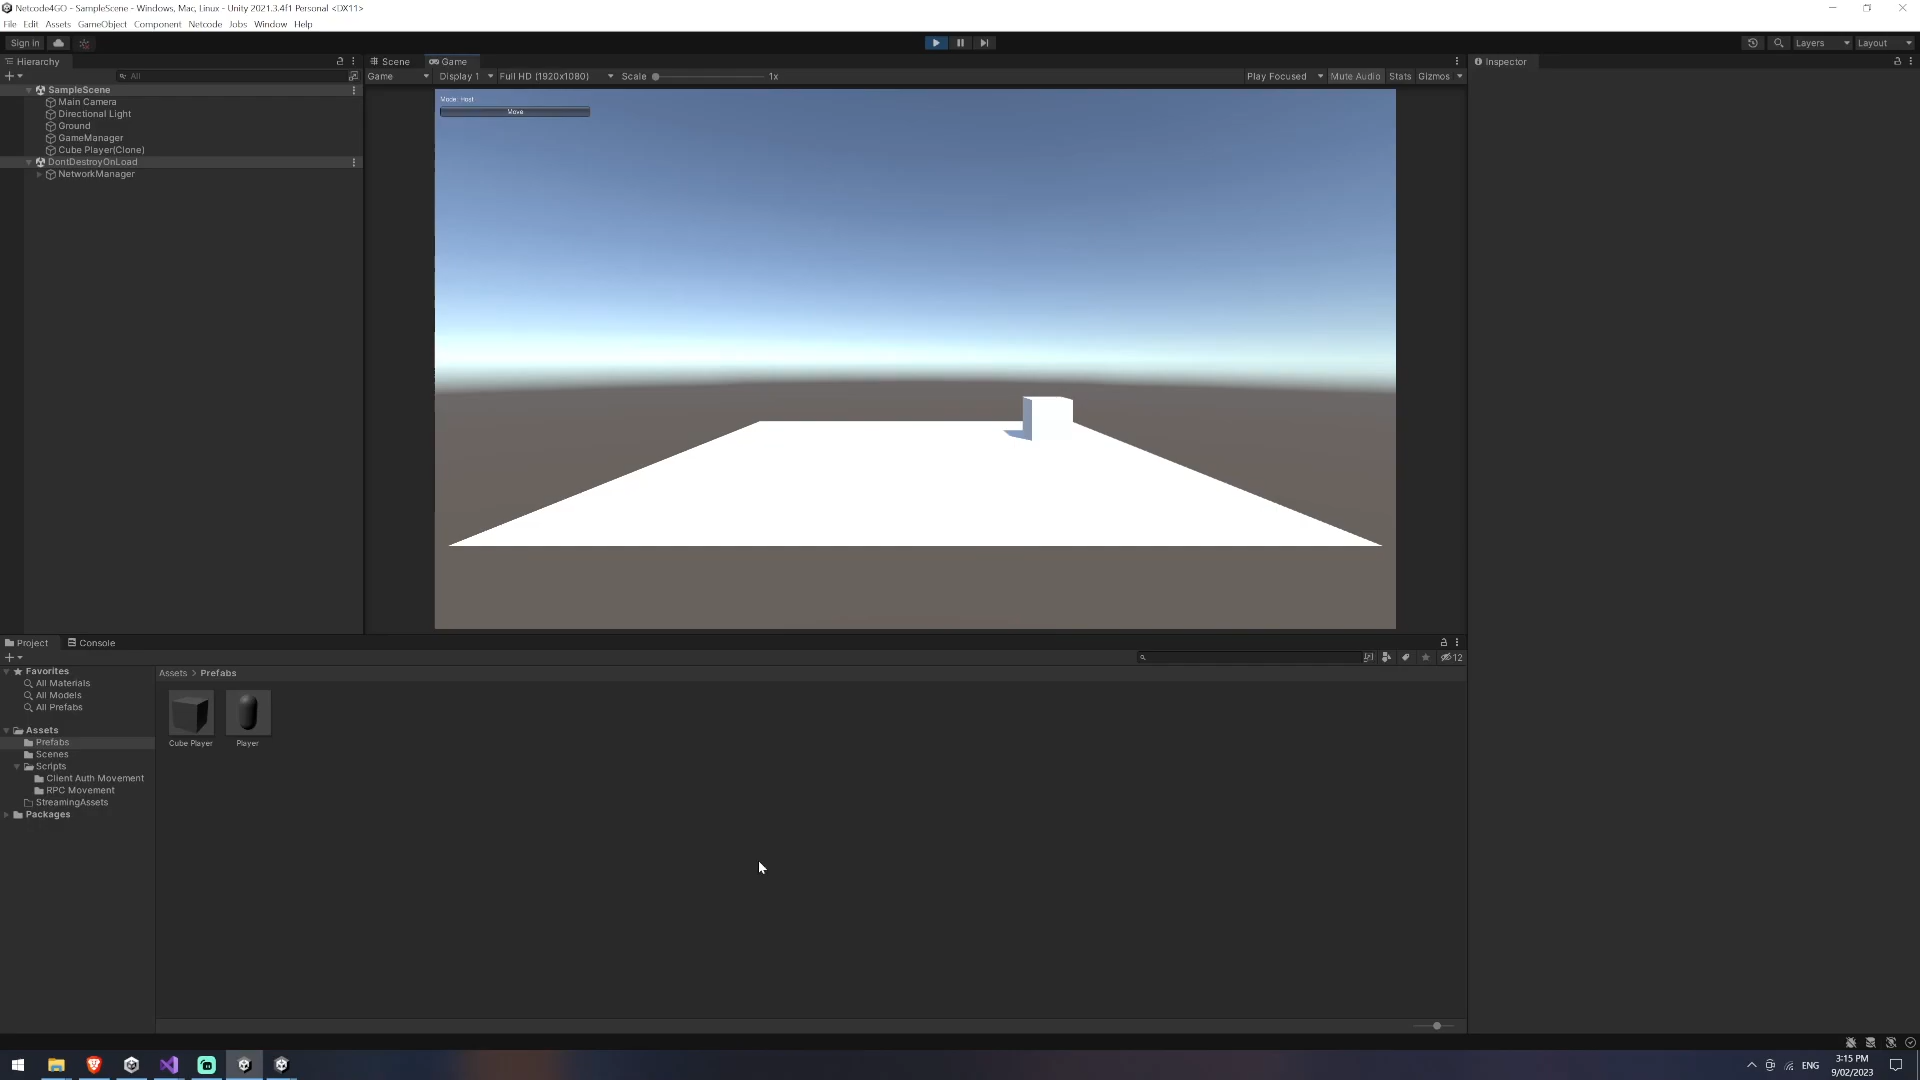 Netcode4GO - SampleScene - Windows, Mac, Linux - Unity 2021.3.4f1 Personal <DX11>
File Edit Assets GameObject Component Netcode Jobs Window Help
Sign in
Layers
Layout
Hierarchy
Scene
Game
Inspector
All
Game
Display 1
Full HD (1920x1080)
Scale
1x
Play Focused
Mute Audio
Stats
Gizmos
SampleScene
Main Camera
Directional Light
Ground
GameManager
Cube Player(Clone)
DontDestroyOnLoad
NetworkManager
Mode: Host
Move
Project
Console
12
Favorites
All Materials
All Models
All Prefabs
Assets
Prefabs
Scenes
Scripts
Client Auth Movement
RPC Movement
StreamingAssets
Packages
Assets > Prefabs
Cube Player
Player
ENG
3:15 PM
9/02/2023